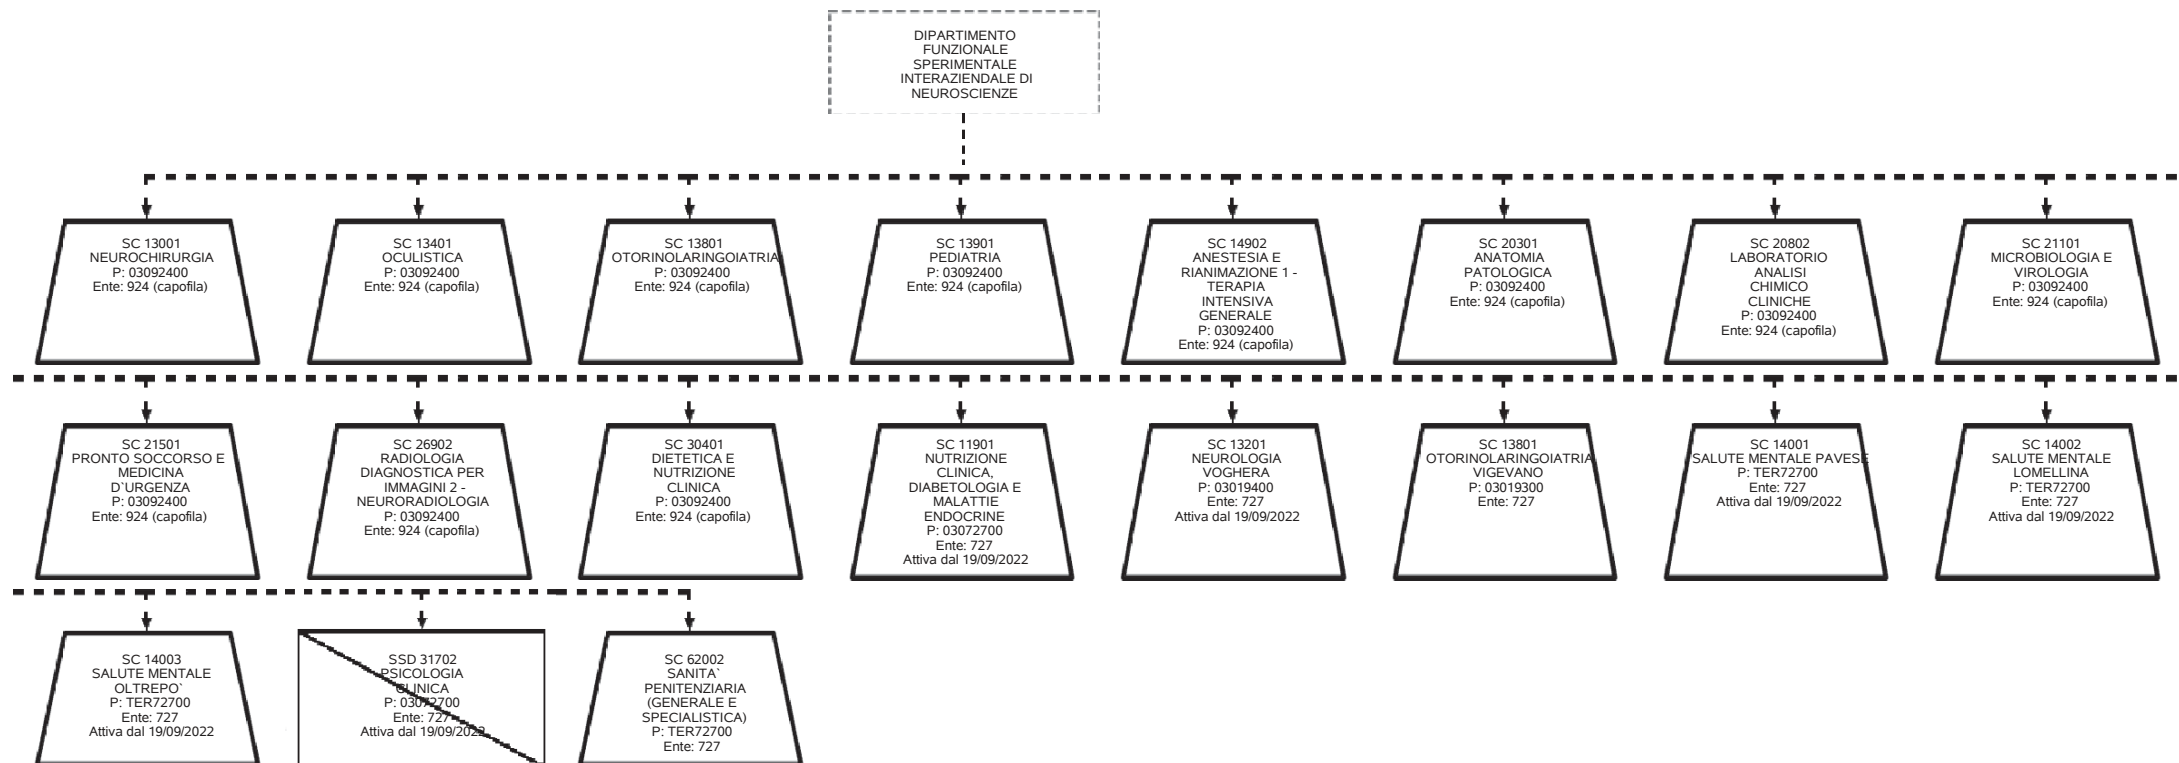 DIPARTIMENTO
FUNZIONALE
SPERIMENTALE
INTERAZIENDALE DI
NEUROSCIENZE
SC 13001
NEUROCHIRURGIA
P: 03092400
Ente: 924 (capofila)
SC 13401
OCULISTICA
P: 03092400
Ente: 924 (capofila)
SC 13801
OTORINOLARINGOIATRIA
P: 03092400
Ente: 924 (capofila)
SC 13901
PEDIATRIA
P: 03092400
Ente: 924 (capofila)
SC 14902
ANESTESIA E
RIANIMAZIONE 1 -
TERAPIA
INTENSIVA
GENERALE
P: 03092400
Ente: 924 (capofila)
SC 20301
ANATOMIA
PATOLOGICA
P: 03092400
Ente: 924 (capofila)
SC 20802
LABORATORIO
ANALISI
CHIMICO
CLINICHE
P: 03092400
Ente: 924 (capofila)
SC 21101
MICROBIOLOGIA E
VIROLOGIA
P: 03092400
Ente: 924 (capofila)
SC 21501
PRONTO SOCCORSO E
MEDICINA
D`URGENZA
P: 03092400
Ente: 924 (capofila)
SC 26902
RADIOLOGIA
DIAGNOSTICA PER
IMMAGINI 2 -
NEURORADIOLOGIA
P: 03092400
Ente: 924 (capofila)
SC 30401
DIETETICA E
NUTRIZIONE
CLINICA
P: 03092400
Ente: 924 (capofila)
SC 11901
NUTRIZIONE
CLINICA,
DIABETOLOGIA E
MALATTIE
ENDOCRINE
P: 03072700
Ente: 727
Attiva dal 19/09/2022
SC 13201
NEUROLOGIA
VOGHERA
P: 03019400
Ente: 727
Attiva dal 19/09/2022
SC 13801
OTORINOLARINGOIATRIA
VIGEVANO
P: 03019300
Ente: 727
SC 14001
SALUTE MENTALE PAVESE
P: TER72700
Ente: 727
Attiva dal 19/09/2022
SC 14002
SALUTE MENTALE
LOMELLINA
P: TER72700
Ente: 727
Attiva dal 19/09/2022
SC 14003
SALUTE MENTALE
OLTREPO`
P: TER72700
Ente: 727
Attiva dal 19/09/2022
SSD 31702
PSICOLOGIA
CLINICA
P: 03072700
Ente: 727
Attiva dal 19/09/2022
SC 62002
SANITA`
PENITENZIARIA
(GENERALE E
SPECIALISTICA)
P: TER72700
Ente: 727